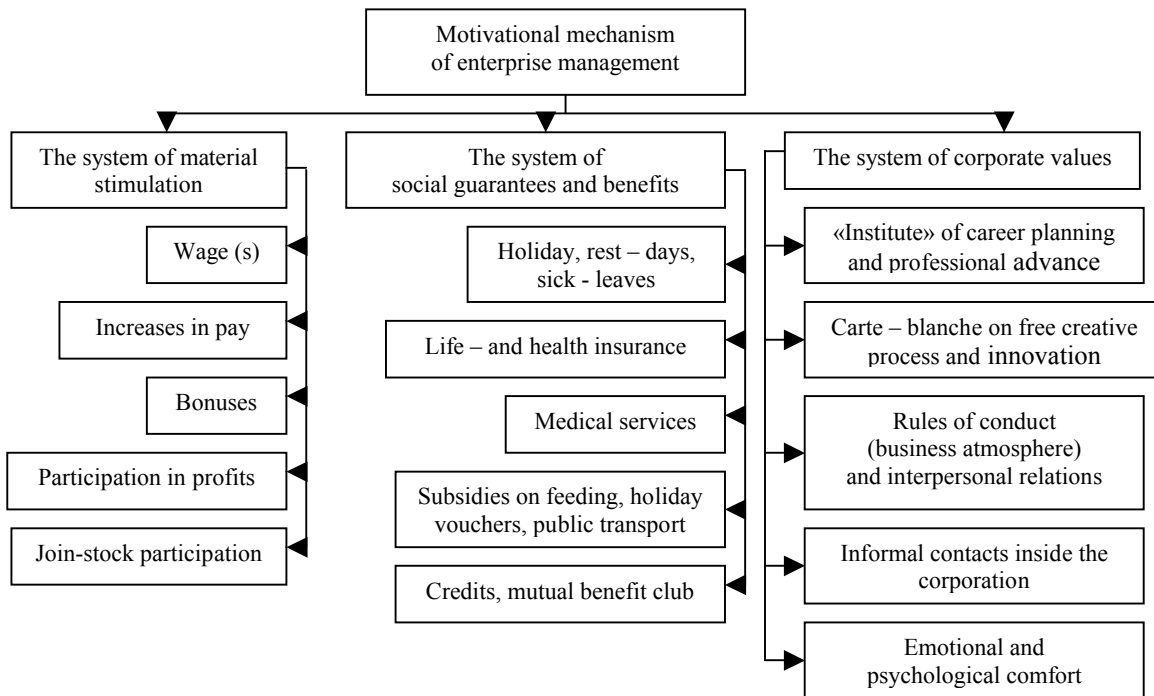 Motivational mechanism
of enterprise management
The system of material
stimulation
Wage (s)
Increases in pay
Bonuses
Participation in profits
Join-stock participation
The system of
social guarantees and benefits
Holiday, rest – days,
sick - leaves
Life – and health insurance
Medical services
Subsidies on feeding, holiday
vouchers, public transport
Credits, mutual benefit club
The system of corporate values
«Institute» of career planning
and professional advance
Carte – blanche on free creative
process and innovation
Rules of conduct
(business atmosphere)
and interpersonal relations
Informal contacts inside the
corporation
Emotional and
psychological comfort